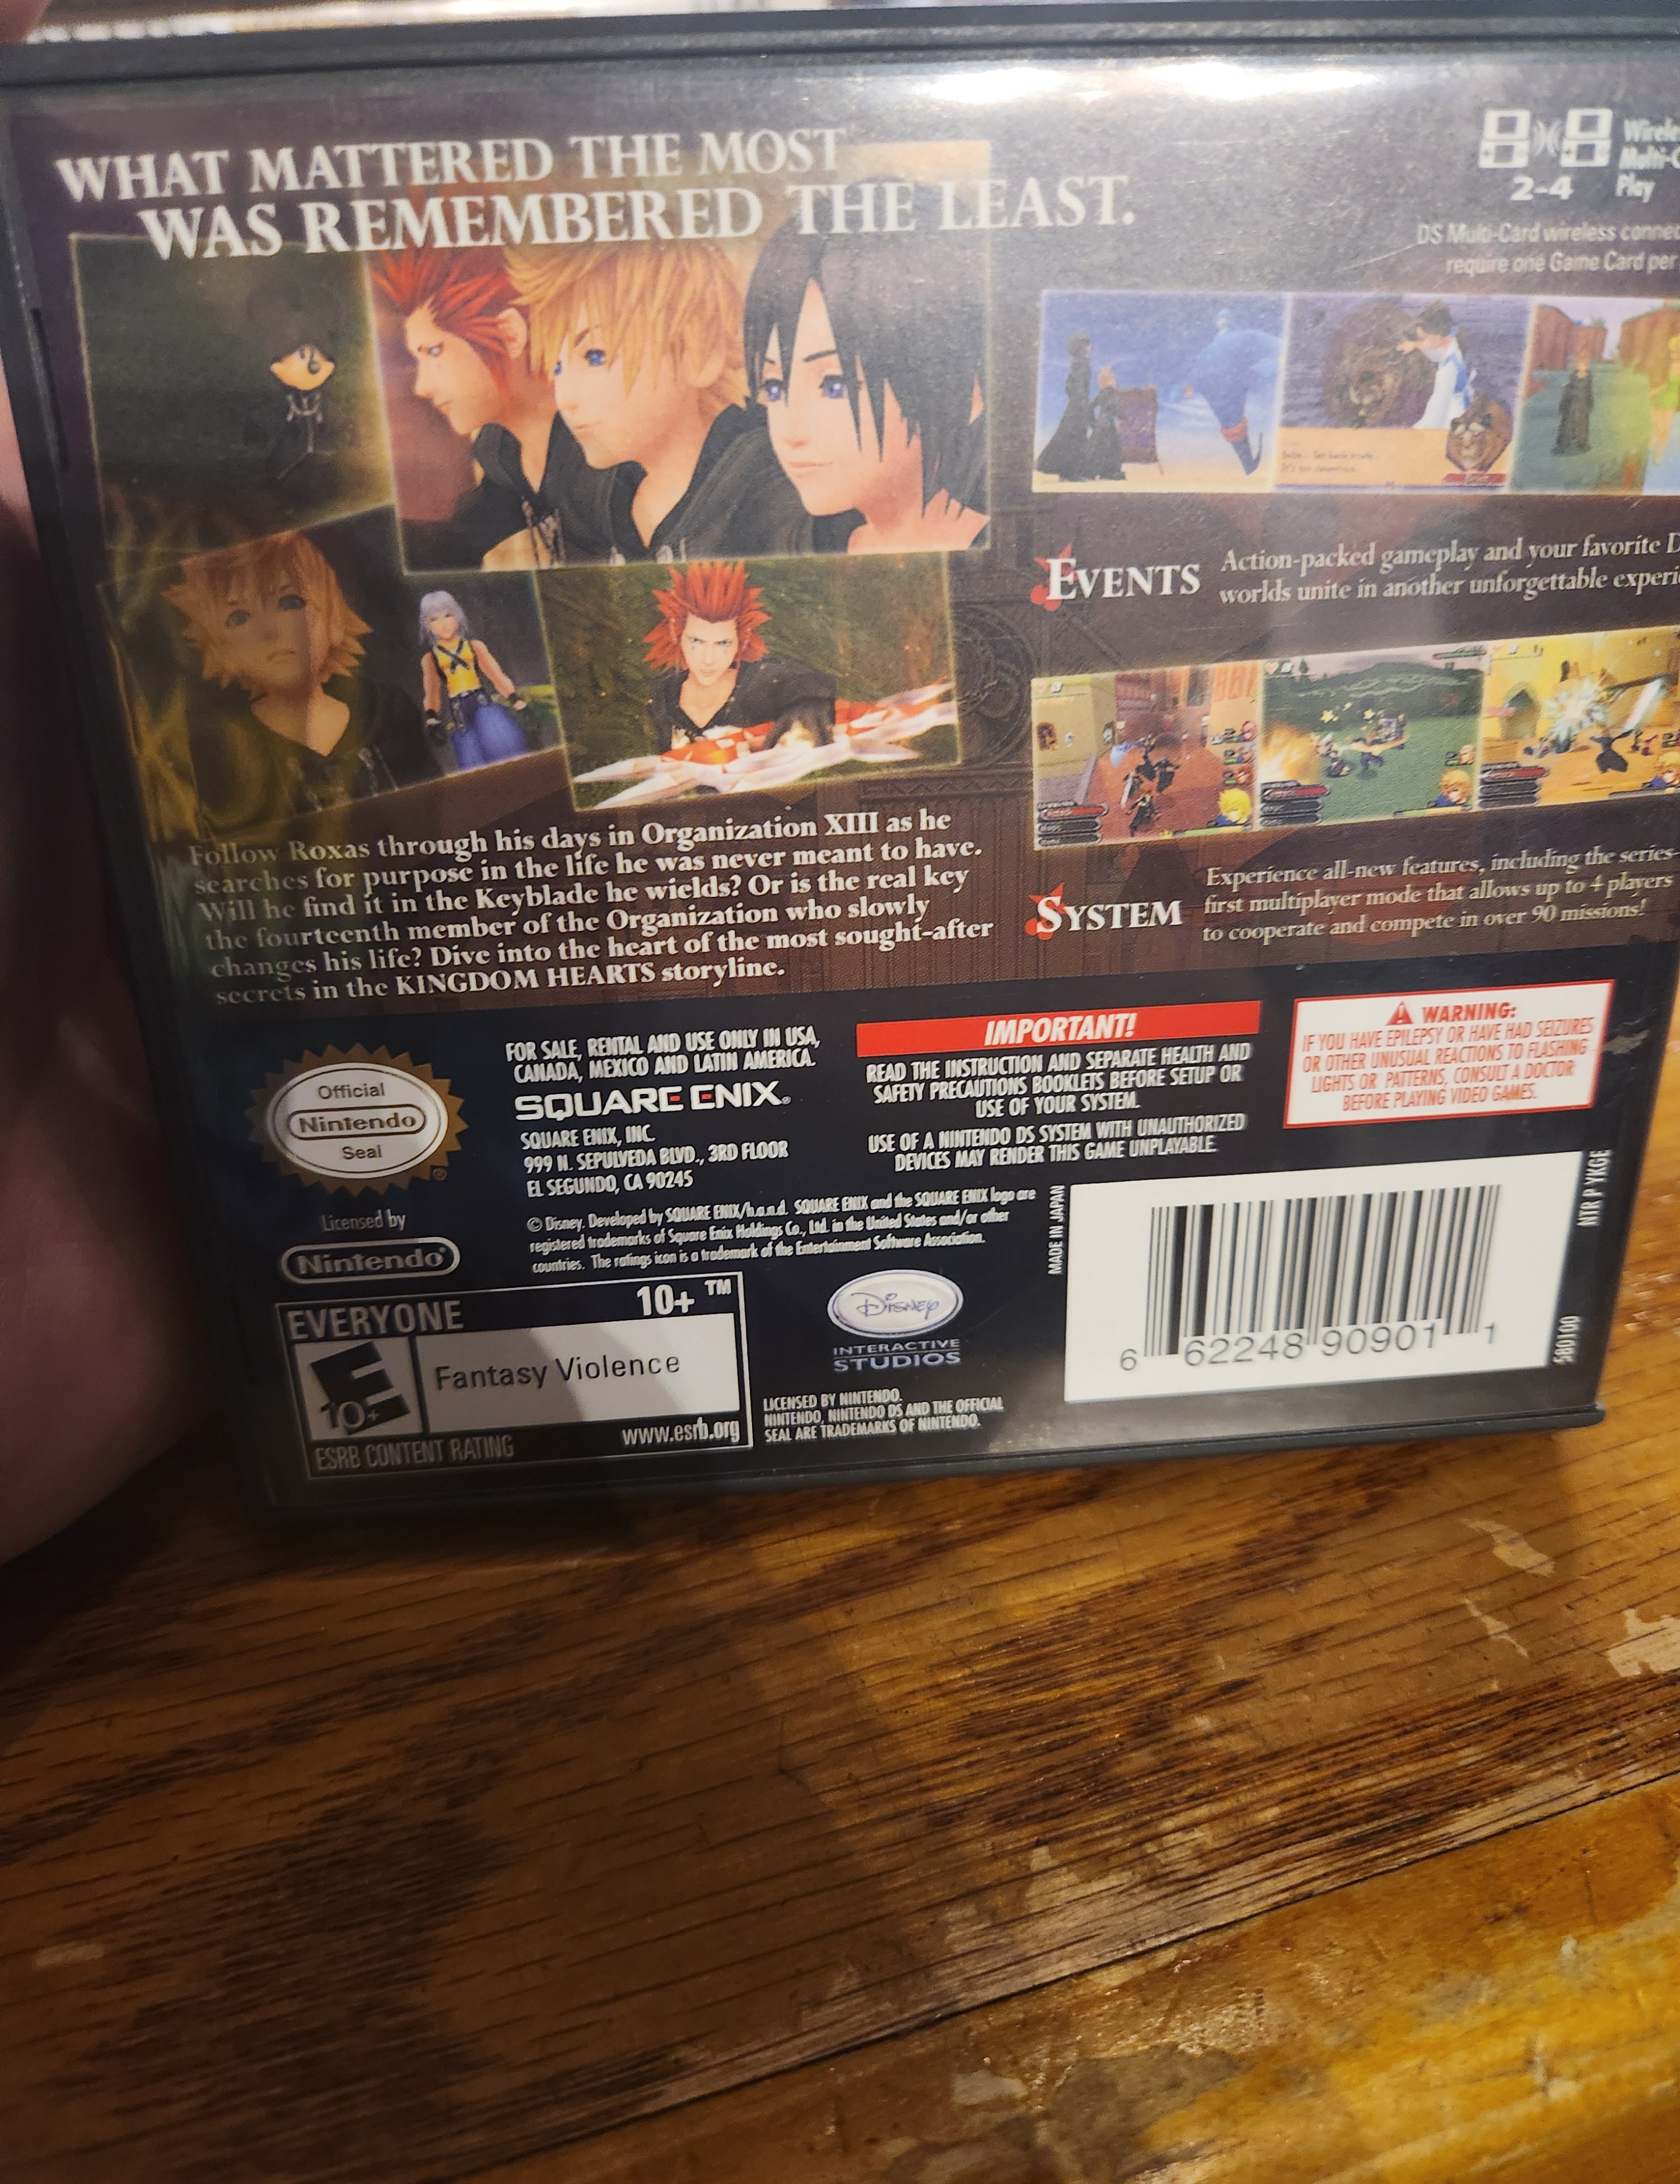 WHAT MATTERED THE MOST
WAS REMEMBERED THE LEAST.
2-4
Play
DS Multi-Card wireless
require one Game Card per
EVENTS
Action-packed gameplay and your favorite
worlds unite in another unforgettable
Follow Roxas through his days in Organization XIII as he
searches for purpose in the life he was never meant to have.
Will he find it in the Keyblade he wields? Or is the real key
the fourteenth member of the Organization who slowly
changes his life? Dive into the heart of the most sought-after
secrets in the KINGDOM HEARTS storyline.
SYSTEM
Experience all-new features, including the series-
first multiplayer mode that allows up to 4 players
to cooperate and compete in over 90 missions!
Official
Nintendo
Seal
Licensed by
Nintendo®
FOR SALE, RENTAL AND USE ONLY IN USA,
CANADA, MEXICO AND LATIN AMERICA.
SQUARE ENIX®
SQUARE ENIX, INC.
999 N. SEPULVEDA BLVD., 3RD FLOOR
EL SEGUNDO, CA 90245
© Disney. Developed by SQUARE ENIX/h.a.n.d. SQUARE ENIX and the SQUARE ENIX logo are
registered trademarks of Square Enix Holdings Co., Ltd. in the United States and/or other
countries. The ratings icon is a trademark of the Entertainment Software Association.
IMPORTANT!
READ THE INSTRUCTION AND SEPARATE HEALTH AND
SAFETY PRECAUTIONS BOOKLETS BEFORE SETUP OR
USE OF YOUR SYSTEM.
USE OF A NINTENDO DS SYSTEM WITH UNAUTHORIZED
DEVICES MAY RENDER THIS GAME UNPLAYABLE.
WARNING:
IF YOU HAVE EPILEPSY OR HAVE HAD SEIZURES
OR OTHER UNUSUAL REACTIONS TO FLASHING
LIGHTS OR PATTERNS, CONSULT A DOCTOR
BEFORE PLAYING VIDEO GAMES.
EVERYONE 10+ ™
E
10+
Fantasy Violence
www.esrb.org
ESRB CONTENT RATING
Disney
INTERACTIVE
STUDIOS
LICENSED BY NINTENDO.
NINTENDO, NINTENDO DS AND THE OFFICIAL
SEAL ARE TRADEMARKS OF NINTENDO.
MADE IN JAPAN
6 62248 90901 1
NTR P YKGE